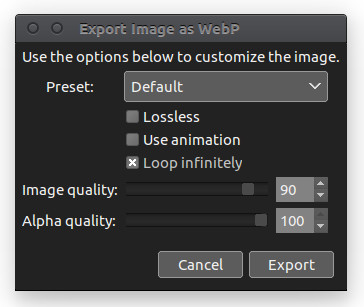 Export Image as WebP
Use the options below to customize the image.
Preset: Default
Lossless
Use animation
Loop infinitely
Image quality: 90
Alpha quality: 100
Cancel Export